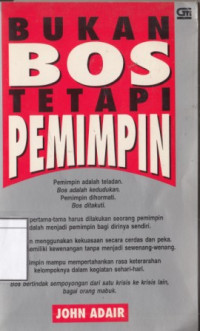 BUKAN
BOS
TETAPI
PEMIMPIN
Pemimpin adalah teladan.
Bos adalah kedudukan.
Pemimpin dihormati.
Bos ditakuti.
pertama-tama harus dilakukan seorang pemimpin
adalah menjadi pemimpin bagi dirinya sendiri.
menggunakan kekuasaan secara cerdas dan peka.
memiliki kewenangan tanpa menjadi sewenang-wenang.
mampu mempertahankan rasa keterarahan
kelompoknya dalam kegiatan sehari-hari.
Bos bertindak sempoyongan dari satu krisis ke krisis lain,
bagai orang mabuk.
JOHN ADAIR